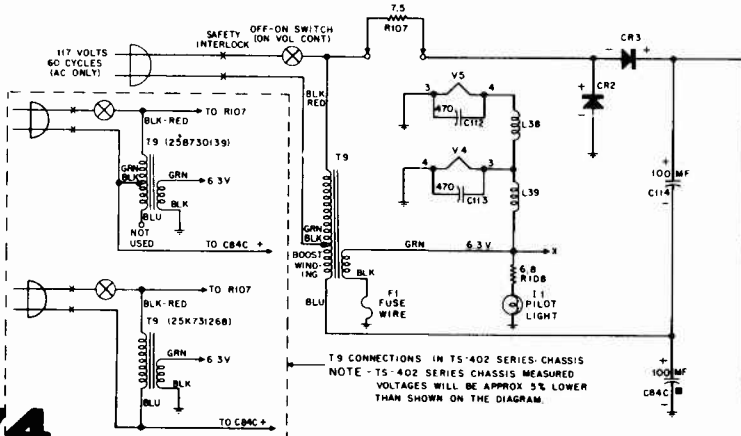 7.5
R107
OFF-ON SWITCH
(ON VOL CONT)
SAFETY
INTERLOCK
117 VOLTS
60 CYCLES
(AC ONLY)
BLK
RED
CR3
- +
+
CR2
-
3 V5 4
470
C112
L38
4 V4 3
470
C113
L39
+
100 MF
C114
-
TO R107
BLK-RED
T9 (25B730139)
GRN
BLK
GRN
6 3V
BLK
BLU
NOT
USED
TO C84C +
T9
GRN
BLK
BOOST
WIND-
ING
BLU
BLK
GRN
6.3 V
X
F1
FUSE
WIRE
6.8
R108
I 1
PILOT
LIGHT
TO R107
BLK-RED
T9 (25K731268)
GRN
6 3V
BLK
BLU
TO C84C +
T9 CONNECTIONS IN TS-402 SERIES CHASSIS
NOTE - TS-402 SERIES CHASSIS MEASURED
VOLTAGES WILL BE APPROX 5% LOWER
THAN SHOWN ON THE DIAGRAM.
+
100 MF
C84C
-